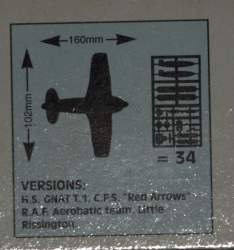 160mm
102mm
= 34
VERSIONS:
H.S. GNAT T.1. C.F.S. "Red Arrows"
R.A.F. Aerobatic team. Little
Rissington.